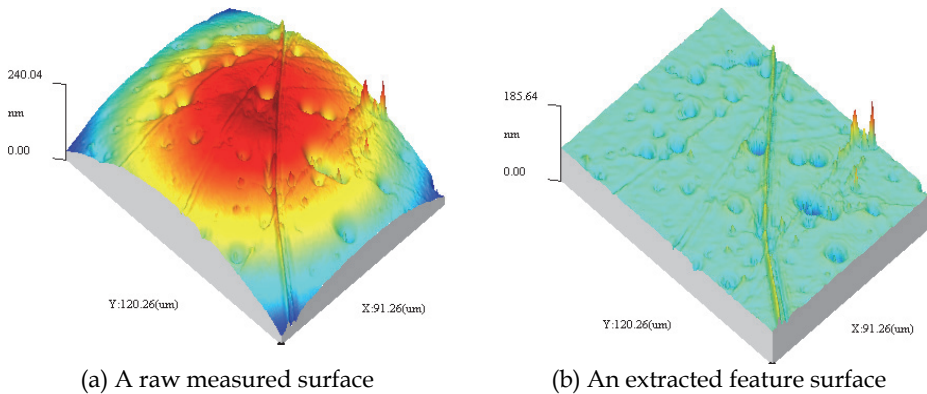 240.04
nm
0.00
Y:120.26(um)
X:91.26(um)
(a) A raw measured surface
185.64
nm
0.00
Y:120.26(um)
X:91.26(um)
(b) An extracted feature surface